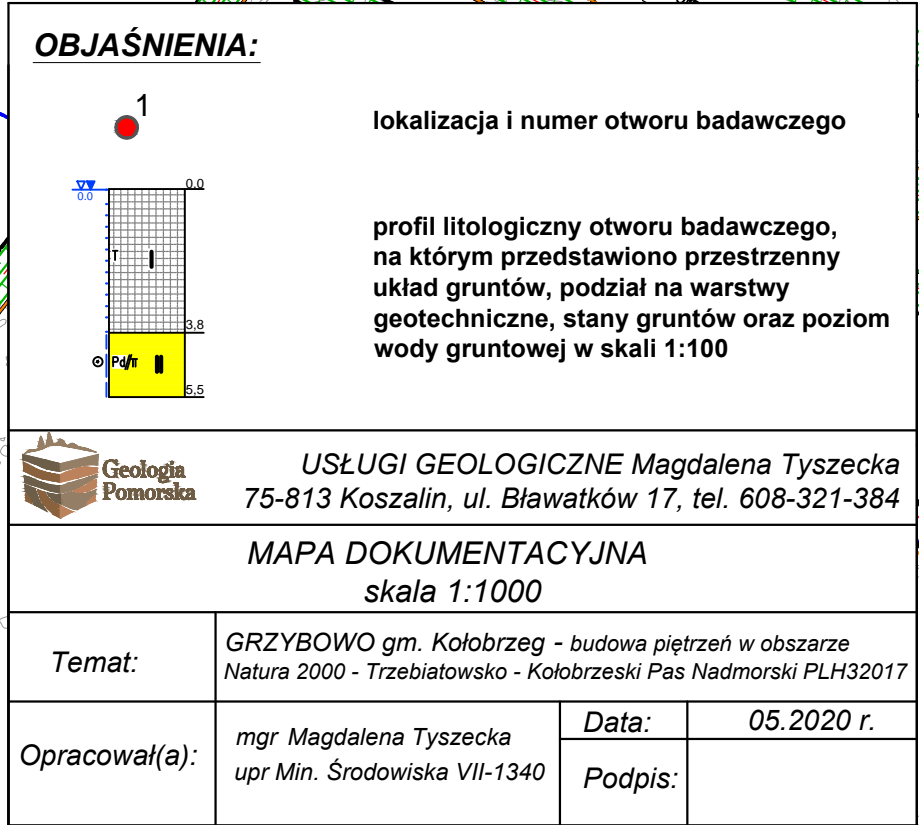 OBJAŚNIENIA:
1
lokalizacja i numer otworu badawczego
0.0
0,0
T I
3,8
Pd/π II
5,5
profil litologiczny otworu badawczego,
na którym przedstawiono przestrzenny
układ gruntów, podział na warstwy
geotechniczne, stany gruntów oraz poziom
wody gruntowej w skali 1:100
Geologia
Pomorska
USŁUGI GEOLOGICZNE Magdalena Tyszecka
75-813 Koszalin, ul. Bławatków 17, tel. 608-321-384
MAPA DOKUMENTACYJNA
skala 1:1000
Temat:
GRZYBOWO gm. Kołobrzeg - budowa piętrzeń w obszarze
Natura 2000 - Trzebiatowsko - Kołobrzeski Pas Nadmorski PLH32017
Opracował(a):
mgr Magdalena Tyszecka
upr Min. Środowiska VII-1340
Data:
05.2020 r.
Podpis: